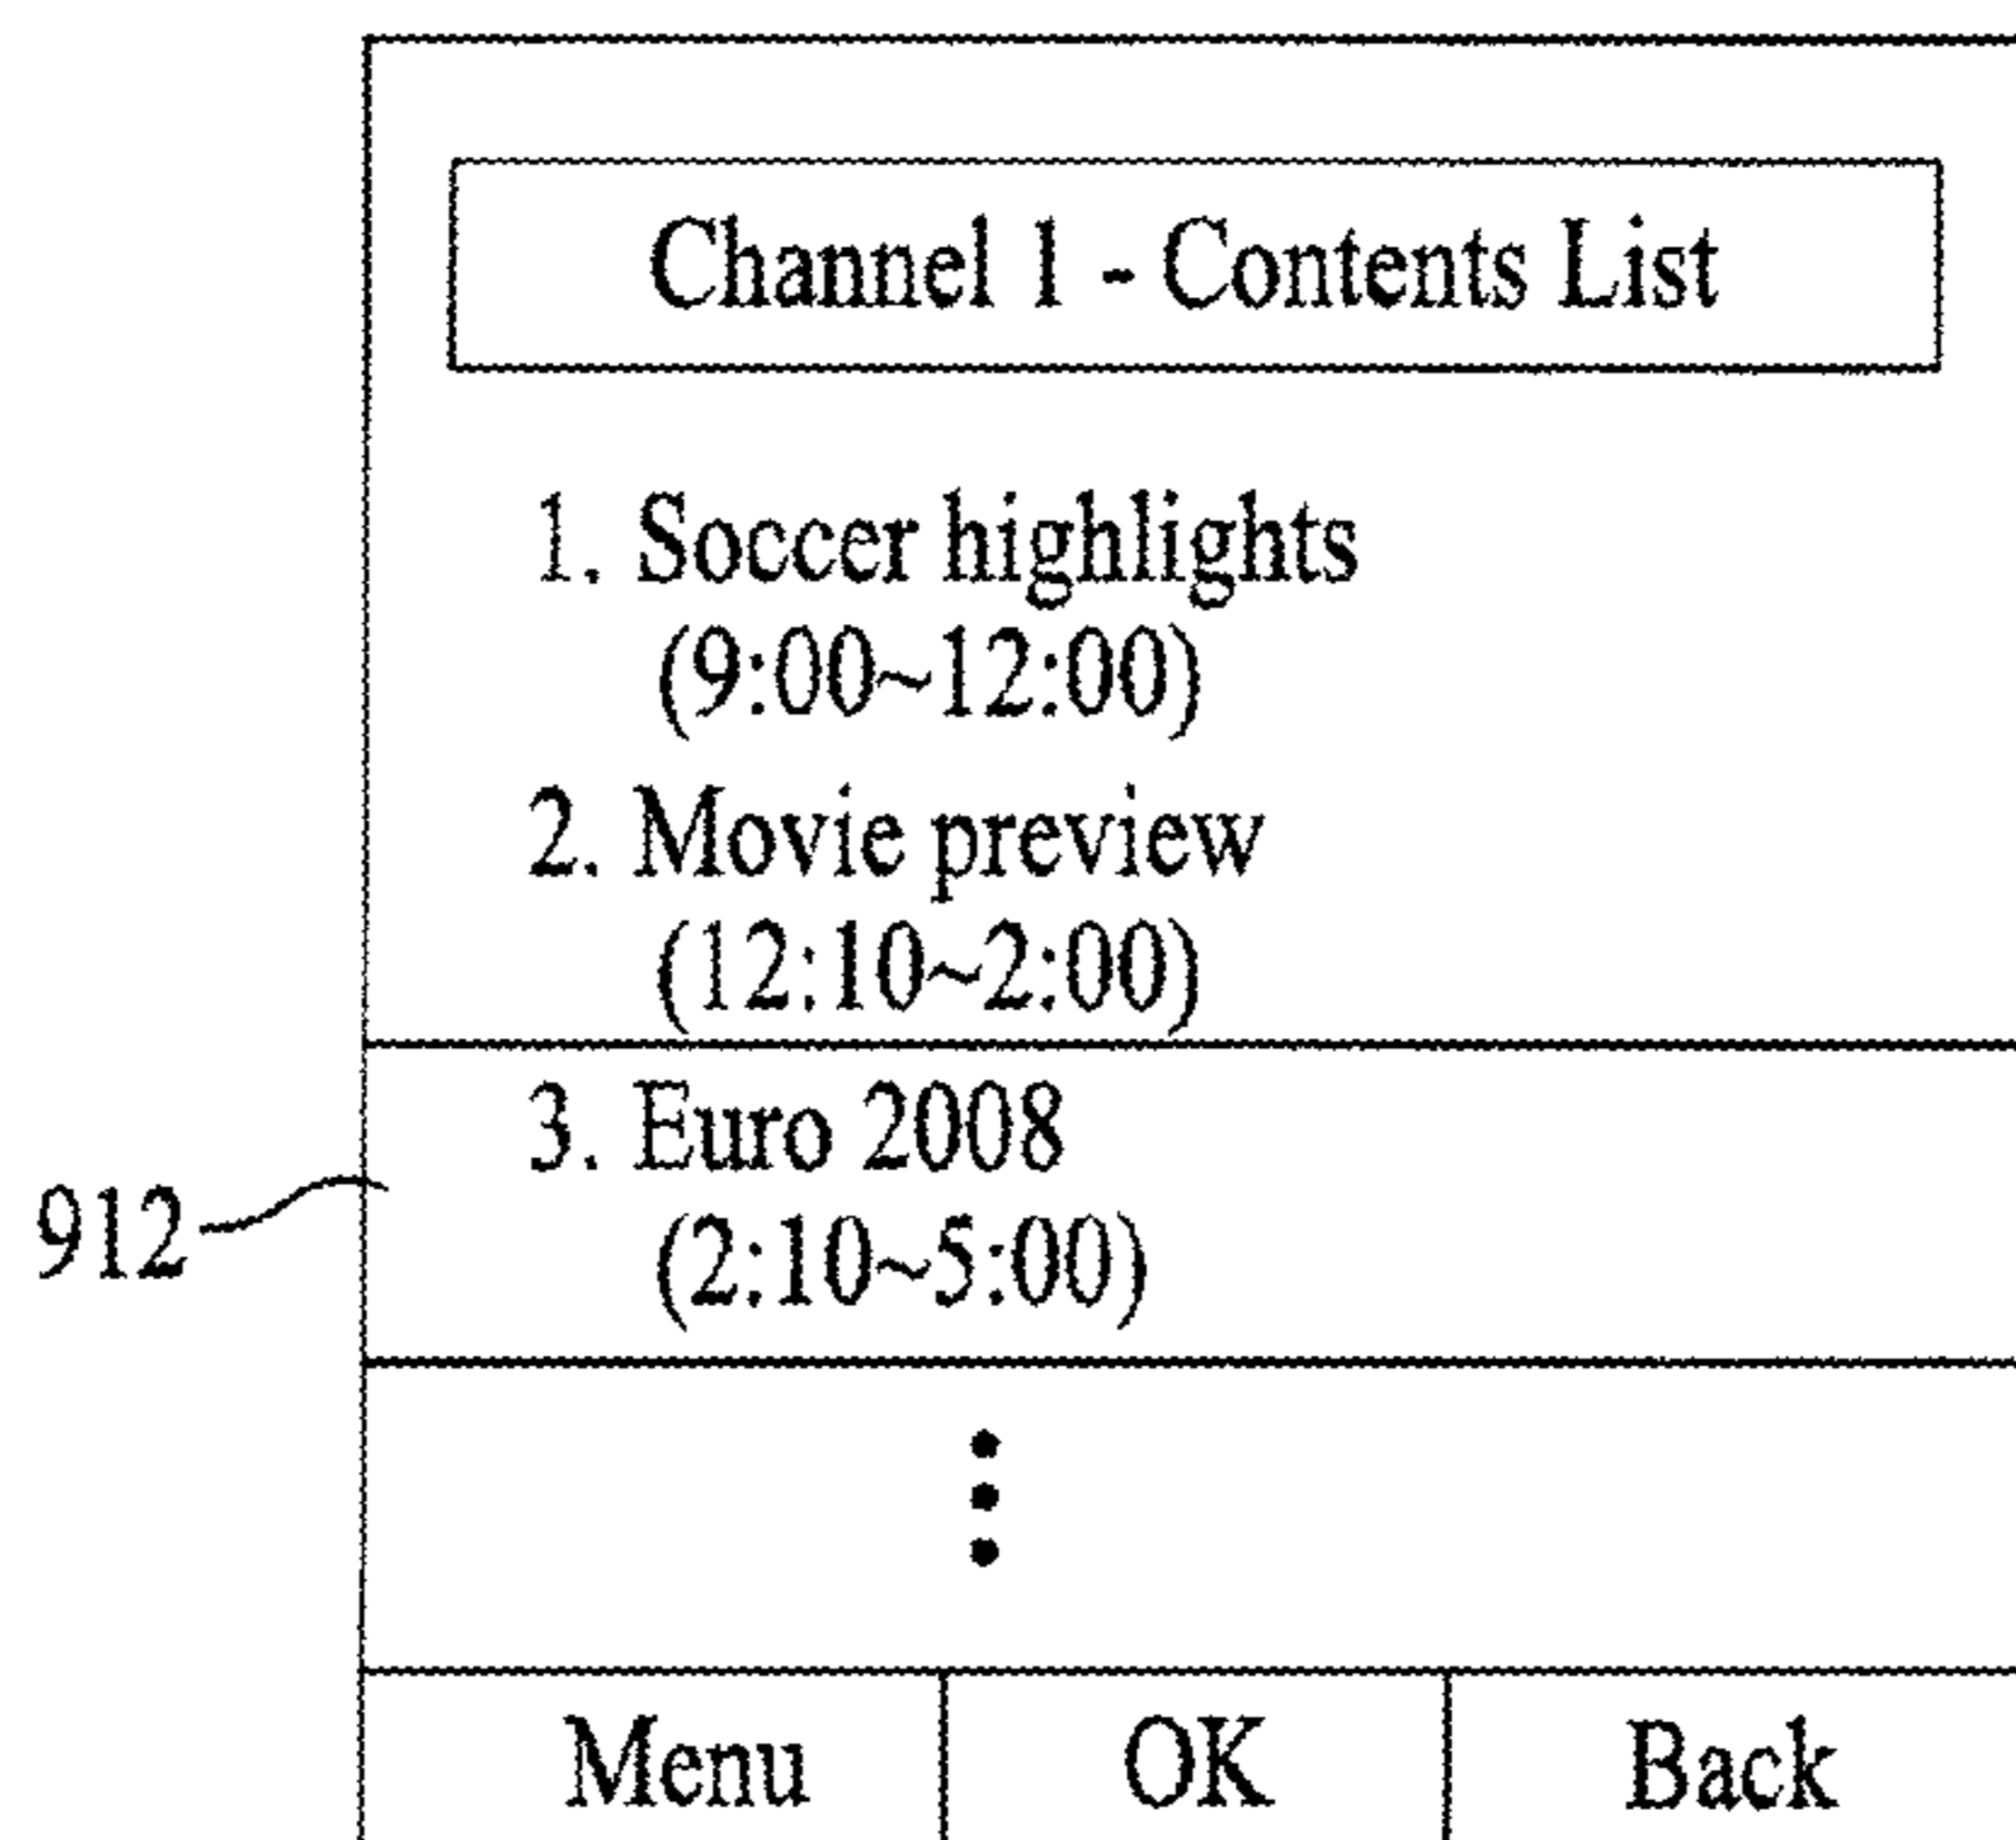 Channel 1 - Contents List
1. Soccer highlights
(9:00~12:00)
2. Movie preview
(12:10~2:00)
3. Euro 2008
912
(2:10~5:00)
Menu OK Back